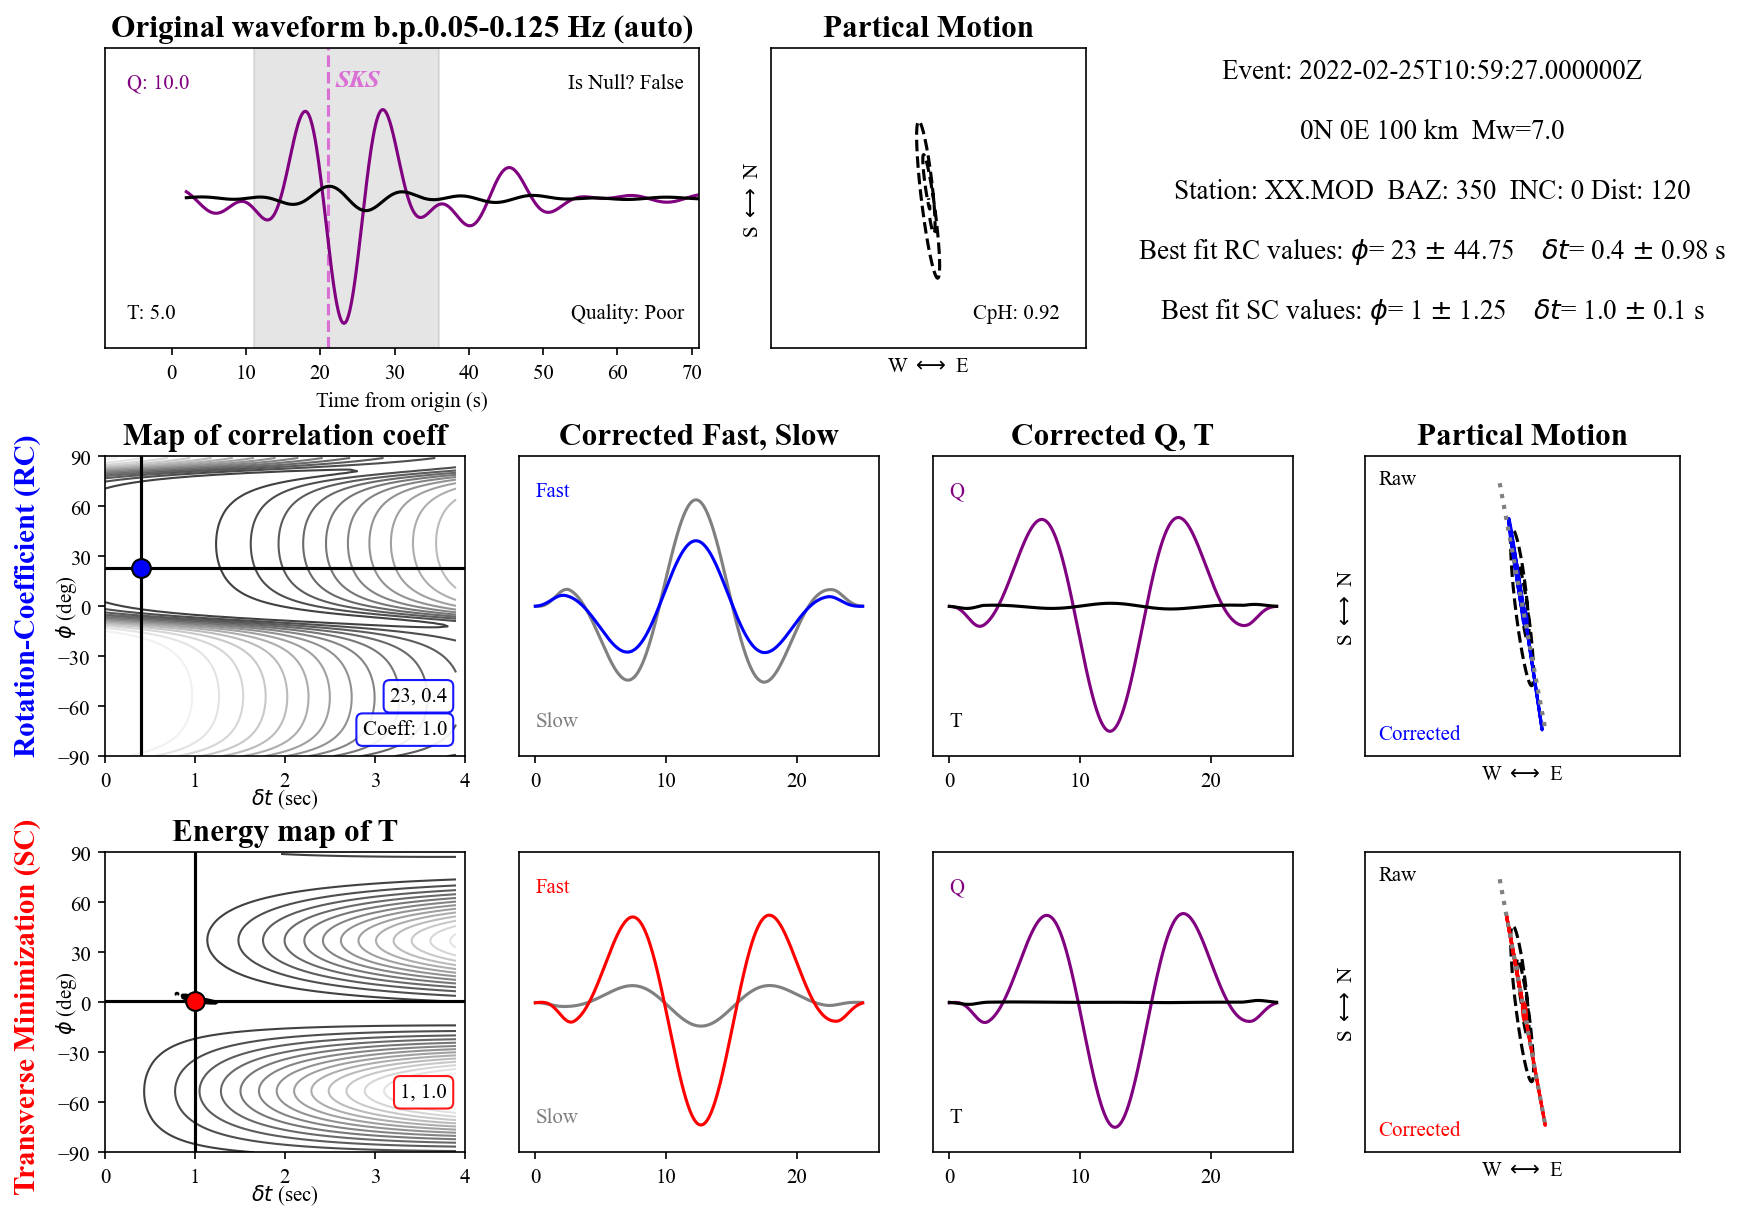 Original waveform b.p.0.05-0.125 Hz (auto)
Q: 10.0
SKS
Is Null? False
T: 5.0
Quality: Poor
0 10 20 30 40 50 60 70
Time from origin (s)
Partical Motion
S ⟷ N
CpH: 0.92
W ⟷ E
Event: 2022-02-25T10:59:27.000000Z
0N 0E 100 km  Mw=7.0
Station: XX.MOD  BAZ: 350  INC: 0 Dist: 120
Best fit RC values: ϕ= 23 ± 44.75    δt= 0.4 ± 0.98 s
Best fit SC values: ϕ= 1 ± 1.25    δt= 1.0 ± 0.1 s
Rotation-Coefficient (RC)
Map of correlation coeff
ϕ (deg)
90
60
30
0
−30
−60
−90
23, 0.4
Coeff: 1.0
0 1 2 3 4
δt (sec)
Corrected Fast, Slow
Fast
Slow
0 10 20
Corrected Q, T
Q
T
0 10 20
Partical Motion
Raw
S ⟷ N
Corrected
W ⟷ E
Transverse Minimization (SC)
Energy map of T
ϕ (deg)
90
60
30
0
−30
−60
−90
1, 1.0
0 1 2 3 4
δt (sec)
Fast
Slow
0 10 20
Q
T
0 10 20
Raw
S ⟷ N
Corrected
W ⟷ E